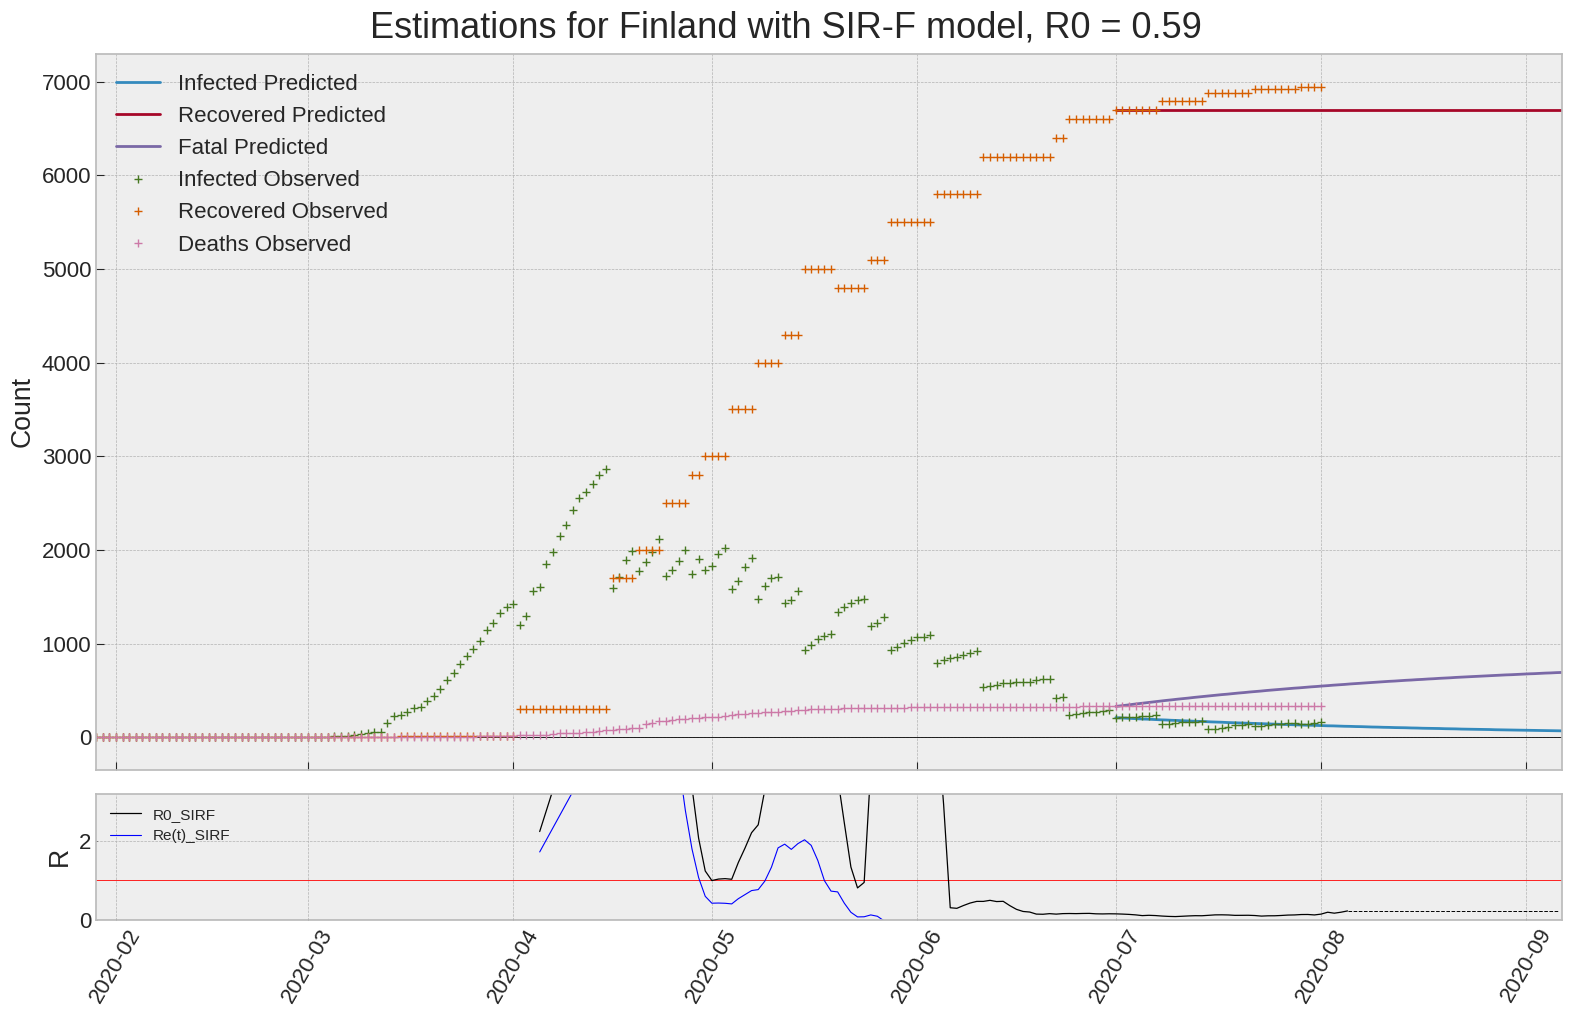 Estimations for Finland with SIR-F model, R0 = 0.59
Infected Predicted
Recovered Predicted
Fatal Predicted
Infected Observed
Recovered Observed
Deaths Observed
7000
6000
5000
4000
3000
2000
1000
0
Count
R0_SIRF
Re(t)_SIRF
2
0
R
2020-02
2020-03
2020-04
2020-05
2020-06
2020-07
2020-08
2020-09